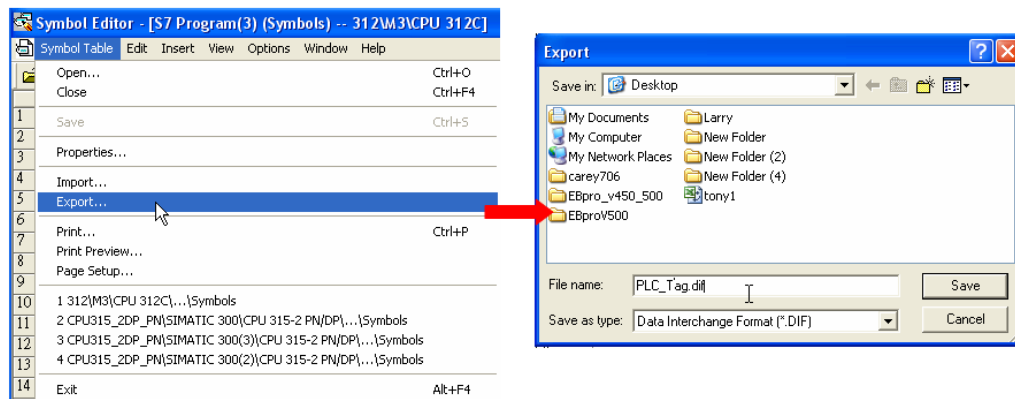 Symbol Editor - [S7 Program(3) (Symbols) -- 312\M3\CPU 312C]
Symbol Table Edit Insert View Options Window Help
Open... Ctrl+O
Close Ctrl+F4
1
Save Ctrl+S
2
3 Properties...
4 Import...
5 Export...
6
Print... Ctrl+P
7
Print Preview...
8
Page Setup...
9
10 1 312\M3\CPU 312C\...\Symbols
11 2 CPU315_2DP_PN\SIMATIC 300\CPU 315-2 PN/DP\...\Symbols
12 3 CPU315_2DP_PN\SIMATIC 300(3)\CPU 315-2 PN/DP\...\Symbols
13 4 CPU315_2DP_PN\SIMATIC 300(2)\CPU 315-2 PN/DP\...\Symbols
14 Exit Alt+F4
Export
Save in: Desktop
My Documents Larry
My Computer New Folder
My Network Places New Folder (2)
carey706 New Folder (4)
EBpro_v450_500 tony1
EBproV500
File name: PLC_Tag.dif Save
Save as type: Data Interchange Format (*.DIF) Cancel